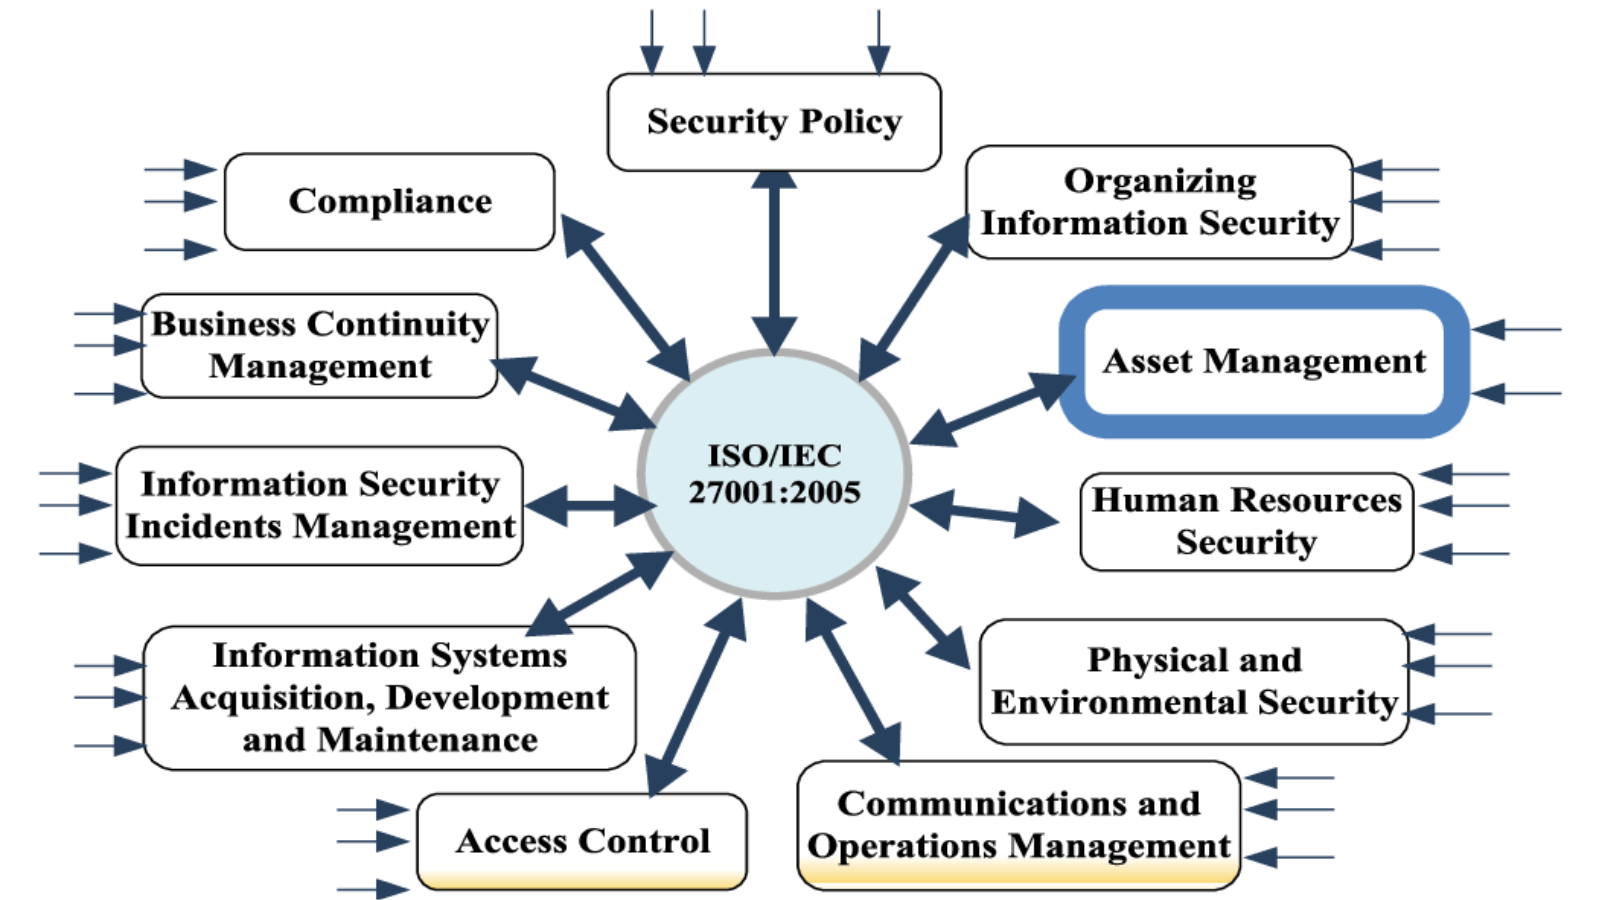 Security Policy
Compliance
Organizing
Information Security
Business Continuity
Management
Asset Management
ISO/IEC
27001:2005
Information Security
Incidents Management
Human Resources
Security
Information Systems
Acquisition, Development
and Maintenance
Physical and
Environmental Security
Access Control
Communications and
Operations Management